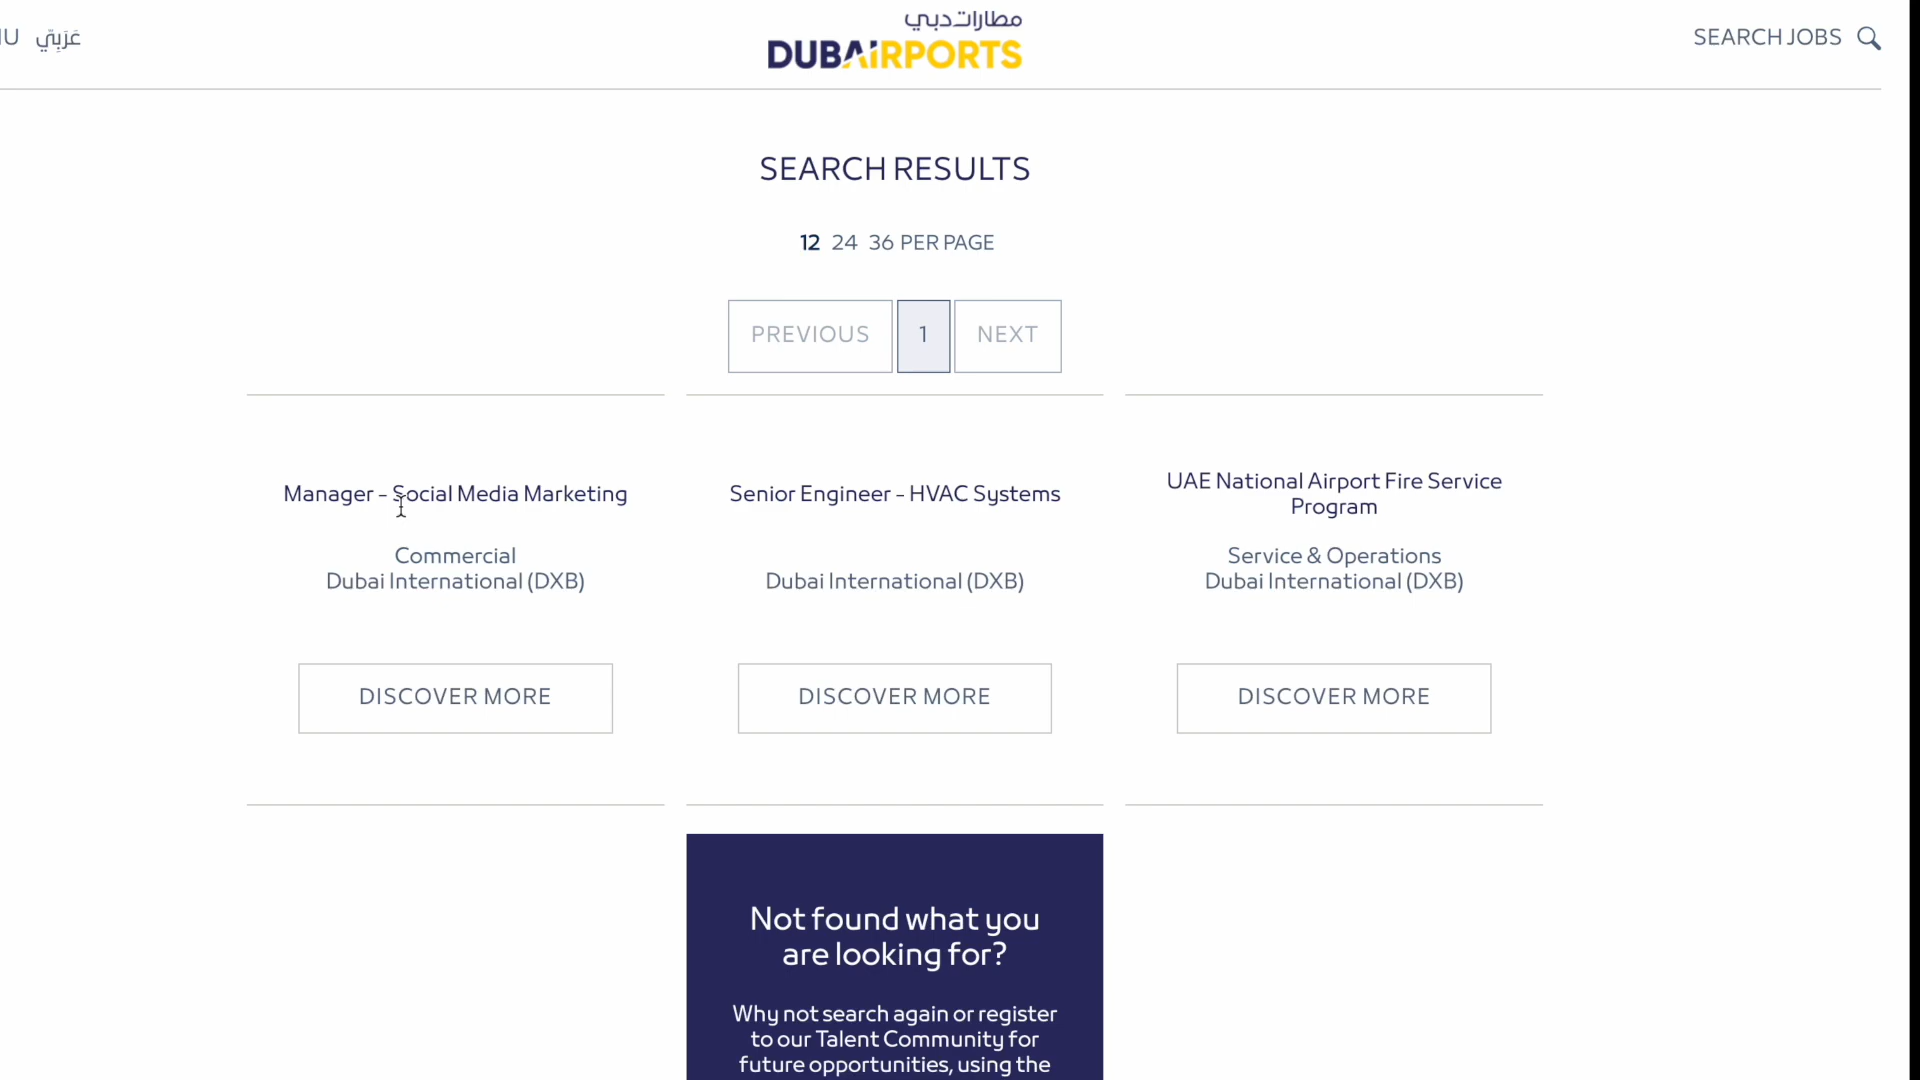 عَرَبِيّ
مطارات دبي
DUBAiRPORTS
SEARCH JOBS
SEARCH RESULTS
12 24 36 PER PAGE
PREVIOUS 1 NEXT
Manager - Social Media Marketing
Commercial
Dubai International (DXB)
DISCOVER MORE
Senior Engineer - HVAC Systems
Dubai International (DXB)
DISCOVER MORE
UAE National Airport Fire Service
Program
Service & Operations
Dubai International (DXB)
DISCOVER MORE
Not found what you
are looking for?
Why not search again or register
to our Talent Community for
future opportunities, using the